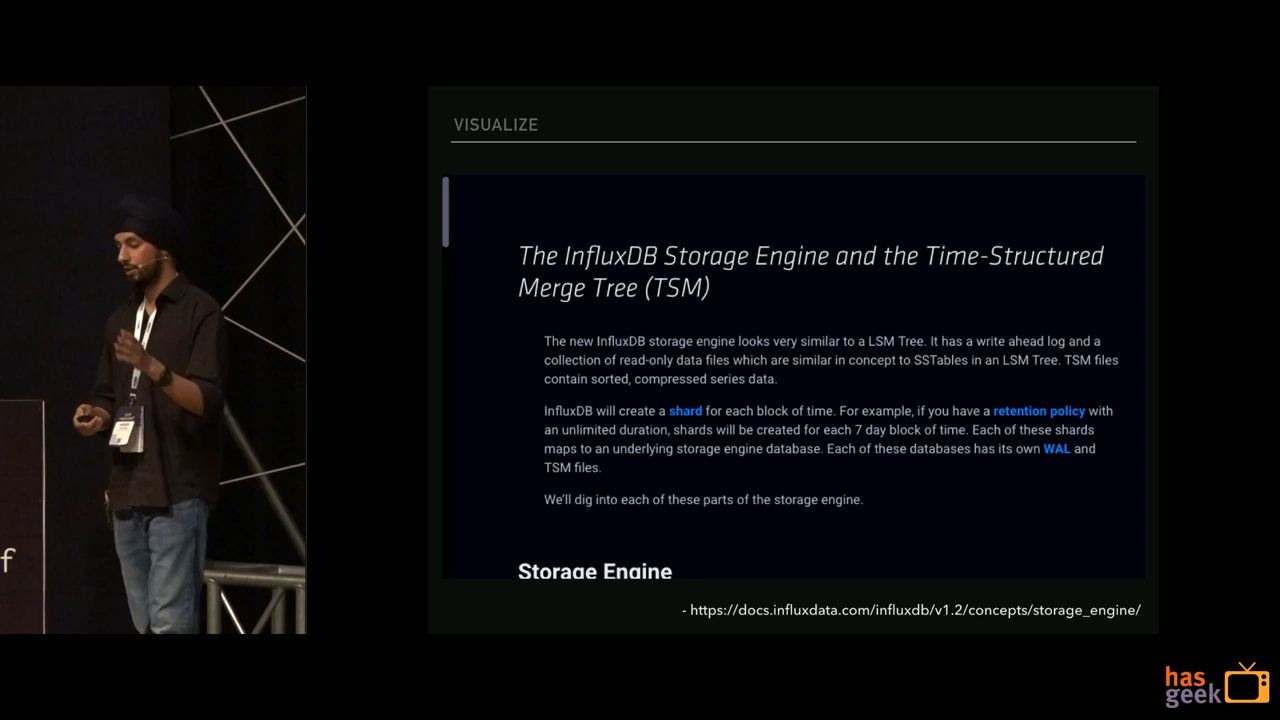 VISUALIZE
The InfluxDB Storage Engine and the Time-Structured
Merge Tree (TSM)
The new InfluxDB storage engine looks very similar to a LSM Tree. It has a write ahead log and a
collection of read-only data files which are similar in concept to SSTables in an LSM Tree. TSM files
contain sorted, compressed series data.
InfluxDB will create a shard for each block of time. For example, if you have a retention policy with
an unlimited duration, shards will be created for each 7 day block of time. Each of these shards
maps to an underlying storage engine database. Each of these databases has its own WAL and
TSM files.
We'll dig into each of these parts of the storage engine.
Storage Engine
- https://docs.influxdata.com/influxdb/v1.2/concepts/storage_engine/
f
has
geek